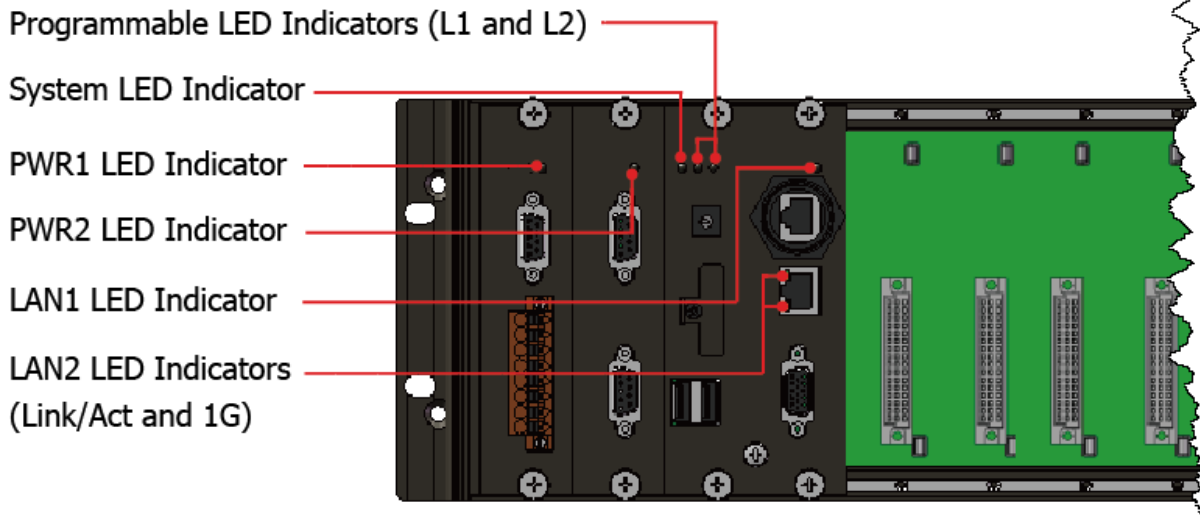 Programmable LED Indicators (L1 and L2)
System LED Indicator
PWR1 LED Indicator
PWR2 LED Indicator
LAN1 LED Indicator
LAN2 LED Indicators
(Link/Act and 1G)